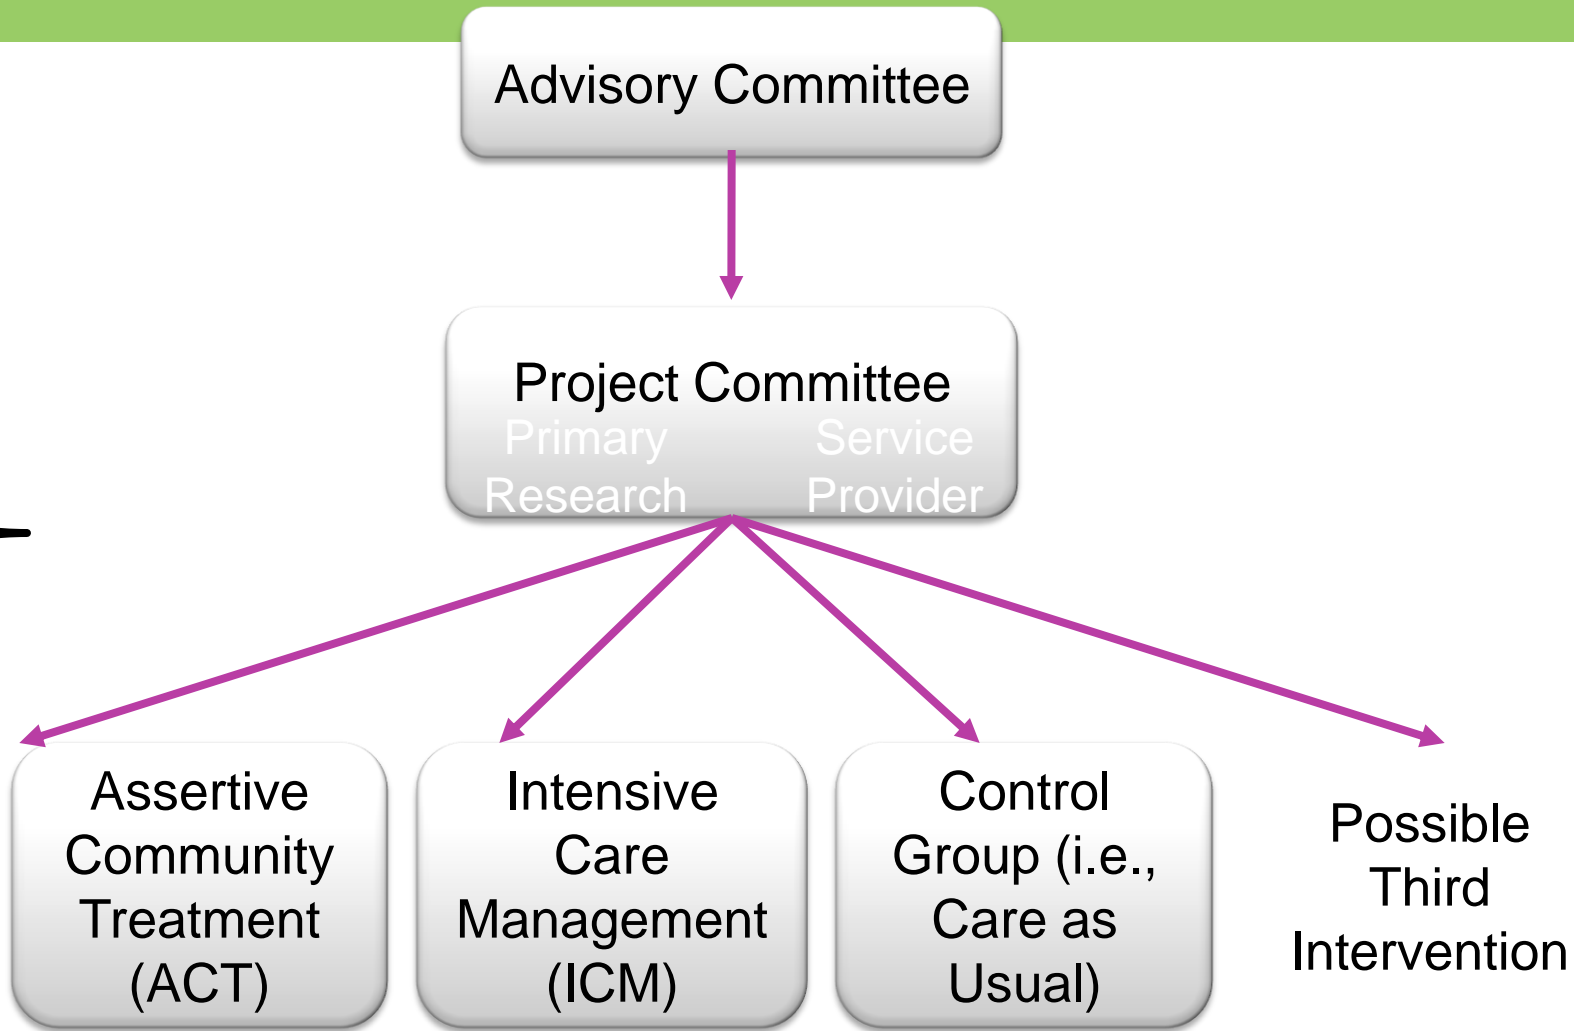 Advisory Committee
Project Committee
Primary Service
Research Provider
Assertive
Community
Treatment
(ACT)
Intensive
Care
Management
(ICM)
Control
Group (i.e.,
Care as
Usual)
Possible
Third
Intervention